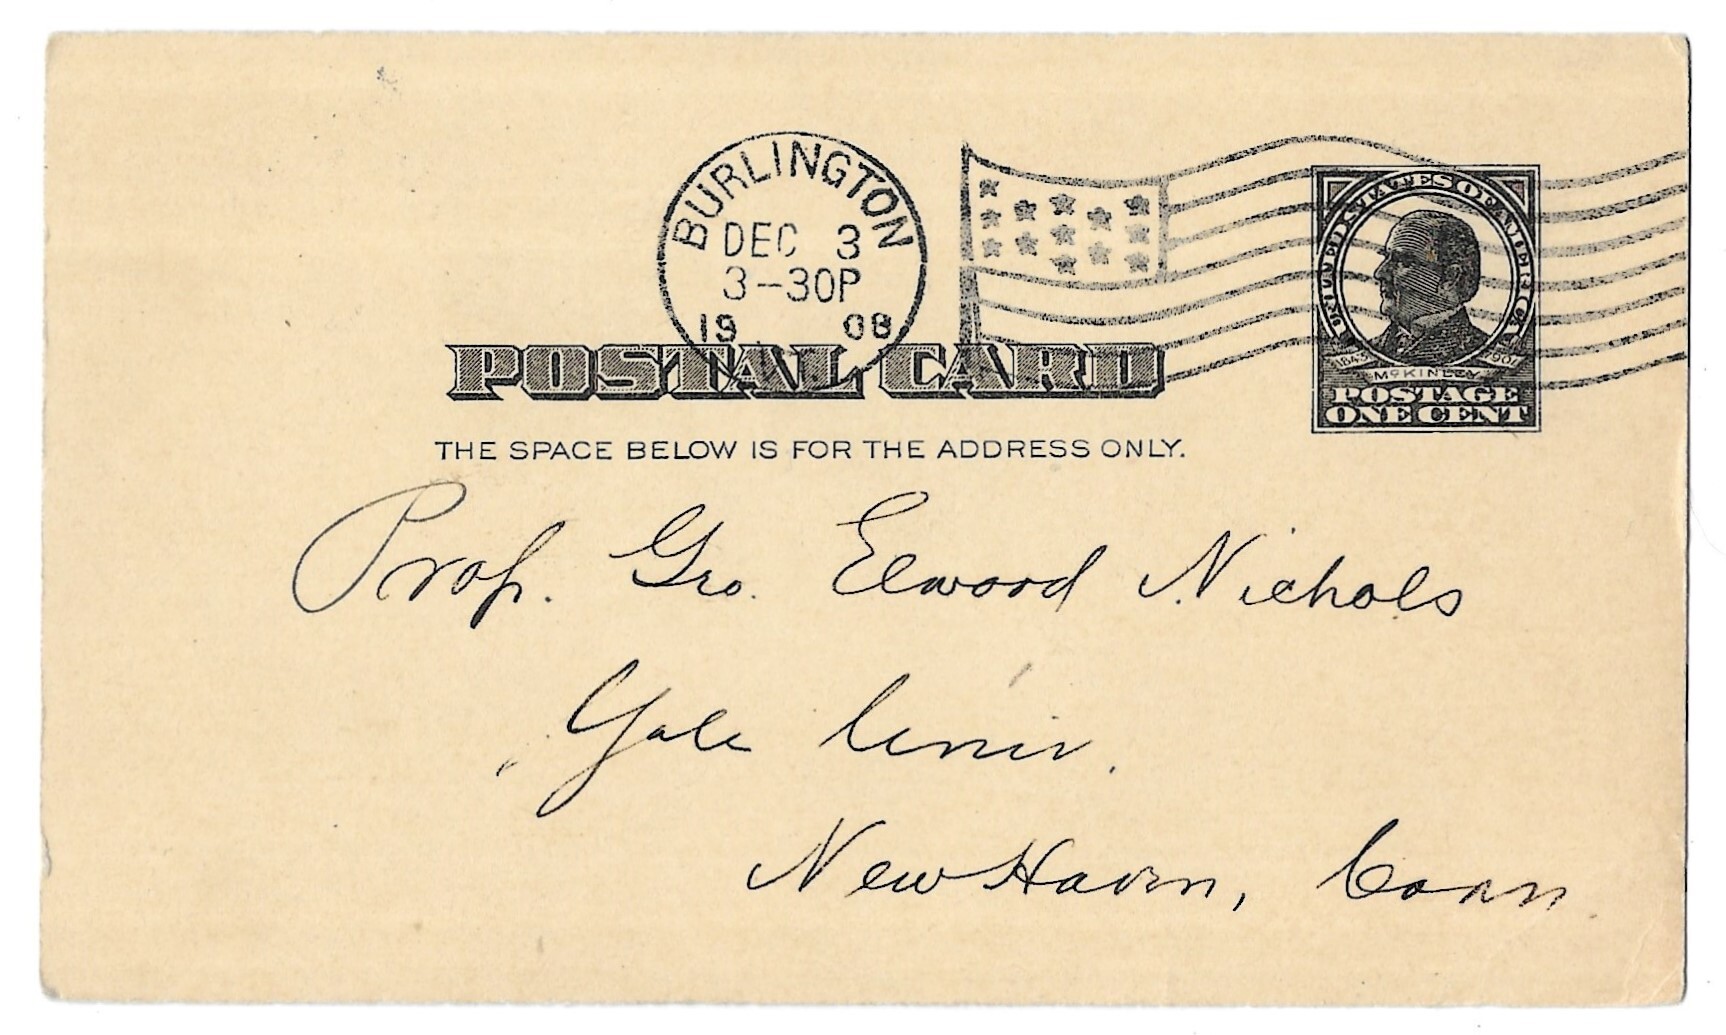 BURLINGTON
DEC 3
3-30P
19 08
UNITED STATES OF AMERICA
1843 1901
McKINLEY
POSTAGE
ONE CENT
POSTAL CARD
THE SPACE BELOW IS FOR THE ADDRESS ONLY.
Prof. Geo. Elwood Nichols
Yale Univ.
New Haven, Conn.